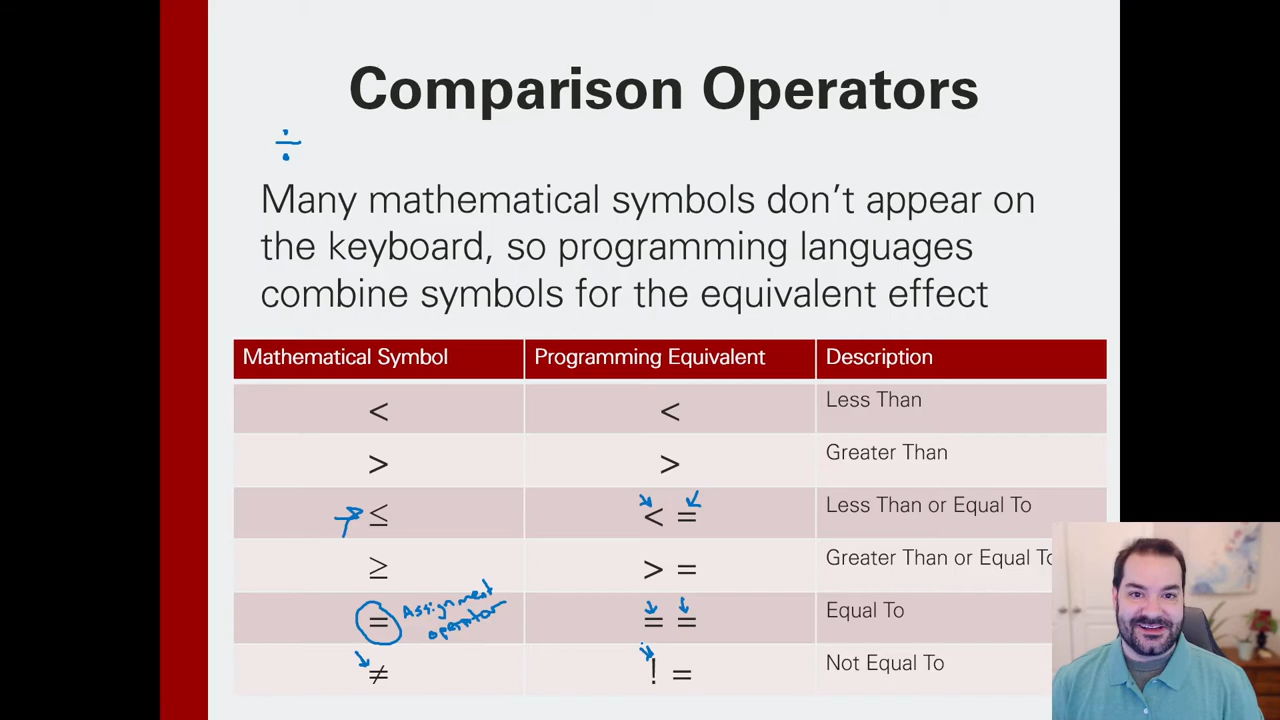 Comparison Operators
÷
Many mathematical symbols don't appear on
the keyboard, so programming languages
combine symbols for the equivalent effect
Mathematical Symbol Programming Equivalent Description
< < Less Than
> > Greater Than
≤ < = Less Than or Equal To
≥ > = Greater Than or Equal To
= Assignment operator = = Equal To
≠ ! = Not Equal To